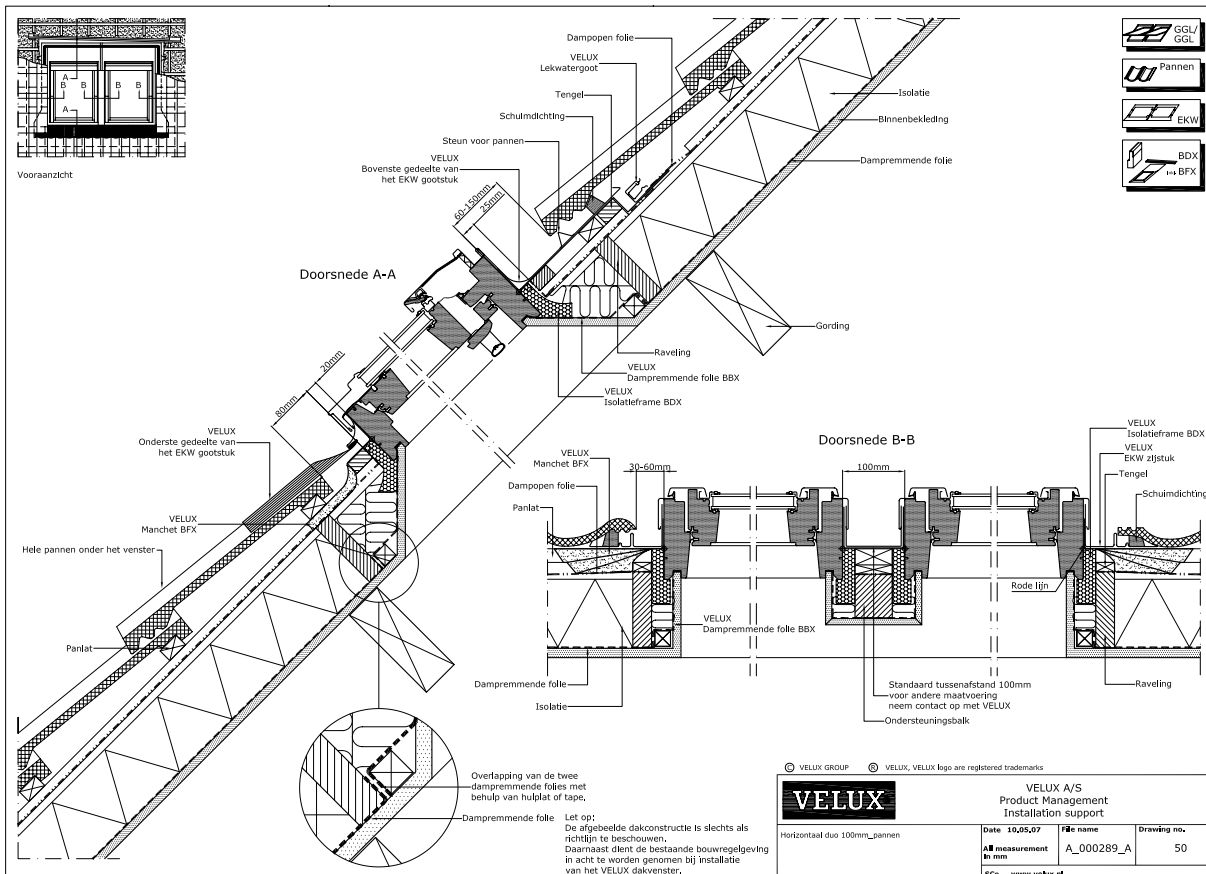 Vooraanzicht
A
B B B B
A
Doorsnede A-A
Dampopen folie
VELUX
Lekwatergoot
Tengel
Schuimdichting
Steun voor pannen
VELUX
Bovenste gedeelte van
het EKW gootstuk
60-150mm
25mm
Isolatie
Binnenbekleding
Dampremmende folie
Gording
Raveling
VELUX
Dampremmende folie BBX
VELUX
Isolatieframe BDX
20mm
80mm
VELUX
Onderste gedeelte van
het EKW gootstuk
VELUX
Manchet BFX
Hele pannen onder het venster
Panlat
Overlapping van de twee
dampremmende folies met
behulp van hulplat of tape.
Dampremmende folie
GGL/
GGL
Pannen
EKW
BDX
BFX
Doorsnede B-B
VELUX
Manchet BFX
30-60mm
100mm
Dampopen folie
Panlat
VELUX
Isolatieframe BDX
VELUX
EKW zijstuk
Tengel
Schuimdichting
Rode lijn
VELUX
Dampremmende folie BBX
Dampremmende folie
Isolatie
Standaard tussenafstand 100mm
voor andere maatvoering
neem contact op met VELUX
Ondersteuningsbalk
Raveling
Let op:
De afgebeelde dakconstructie is slechts als
richtlijn te beschouwen.
Daarnaast dient de bestaande bouwregelgeving
in acht te worden genomen bij installatie
van het VELUX dakvenster.
© VELUX GROUP ® VELUX, VELUX logo are registered trademarks
VELUX
VELUX A/S
Product Management
Installation support
Horizontaal duo 100mm_pannen
Date 10.05.07
File name
Drawing no.
All measurement
in mm
A_000289_A
50
www.velux.nl